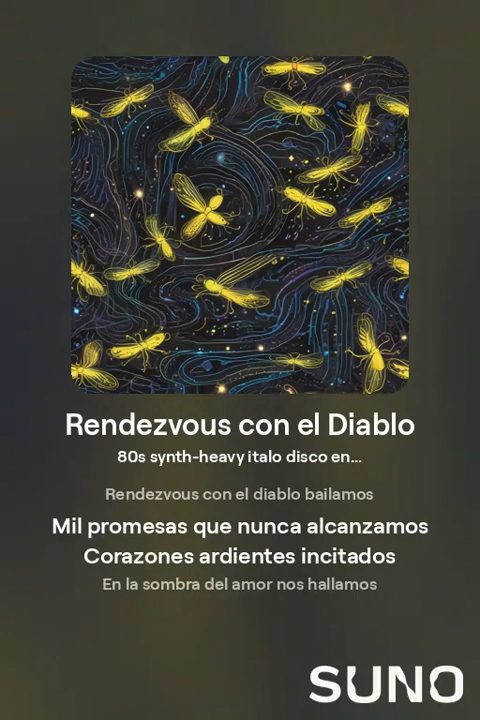 Rendezvous con el Diablo
80s synth-heavy italo disco en...
Rendezvous con el diablo bailamos
Mil promesas que nunca alcanzamos
Corazones ardientes incitados
En la sombra del amor nos hallamos
SUNO